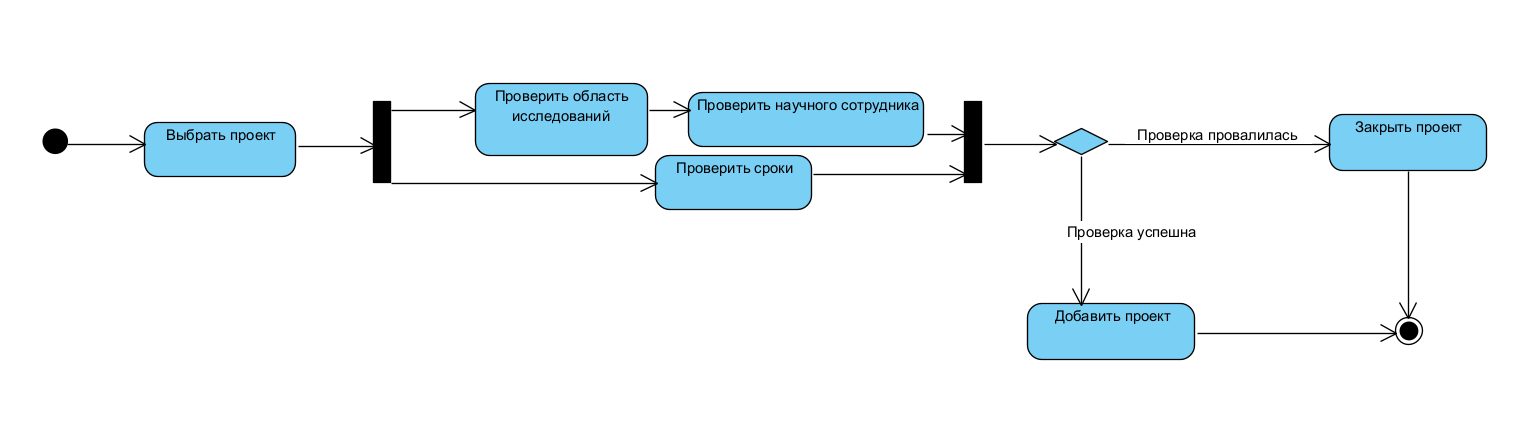 Выбрать проект
Проверить область
исследований
Проверить научного сотрудника
Проверить сроки
Проверка провалилась
Закрыть проект
Проверка успешна
Добавить проект